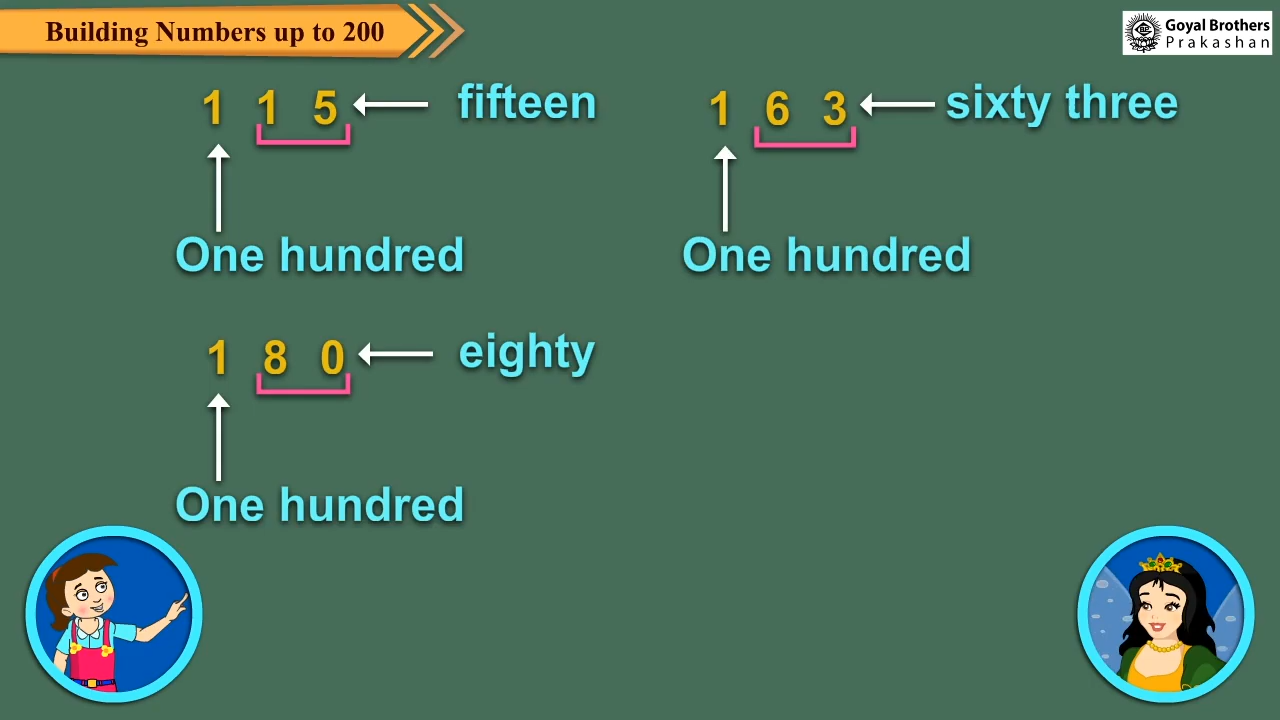 Building Numbers up to 200
Goyal Brothers
Prakashan
1 1 5 fifteen
One hundred
1 6 3 sixty three
One hundred
1 8 0 eighty
One hundred